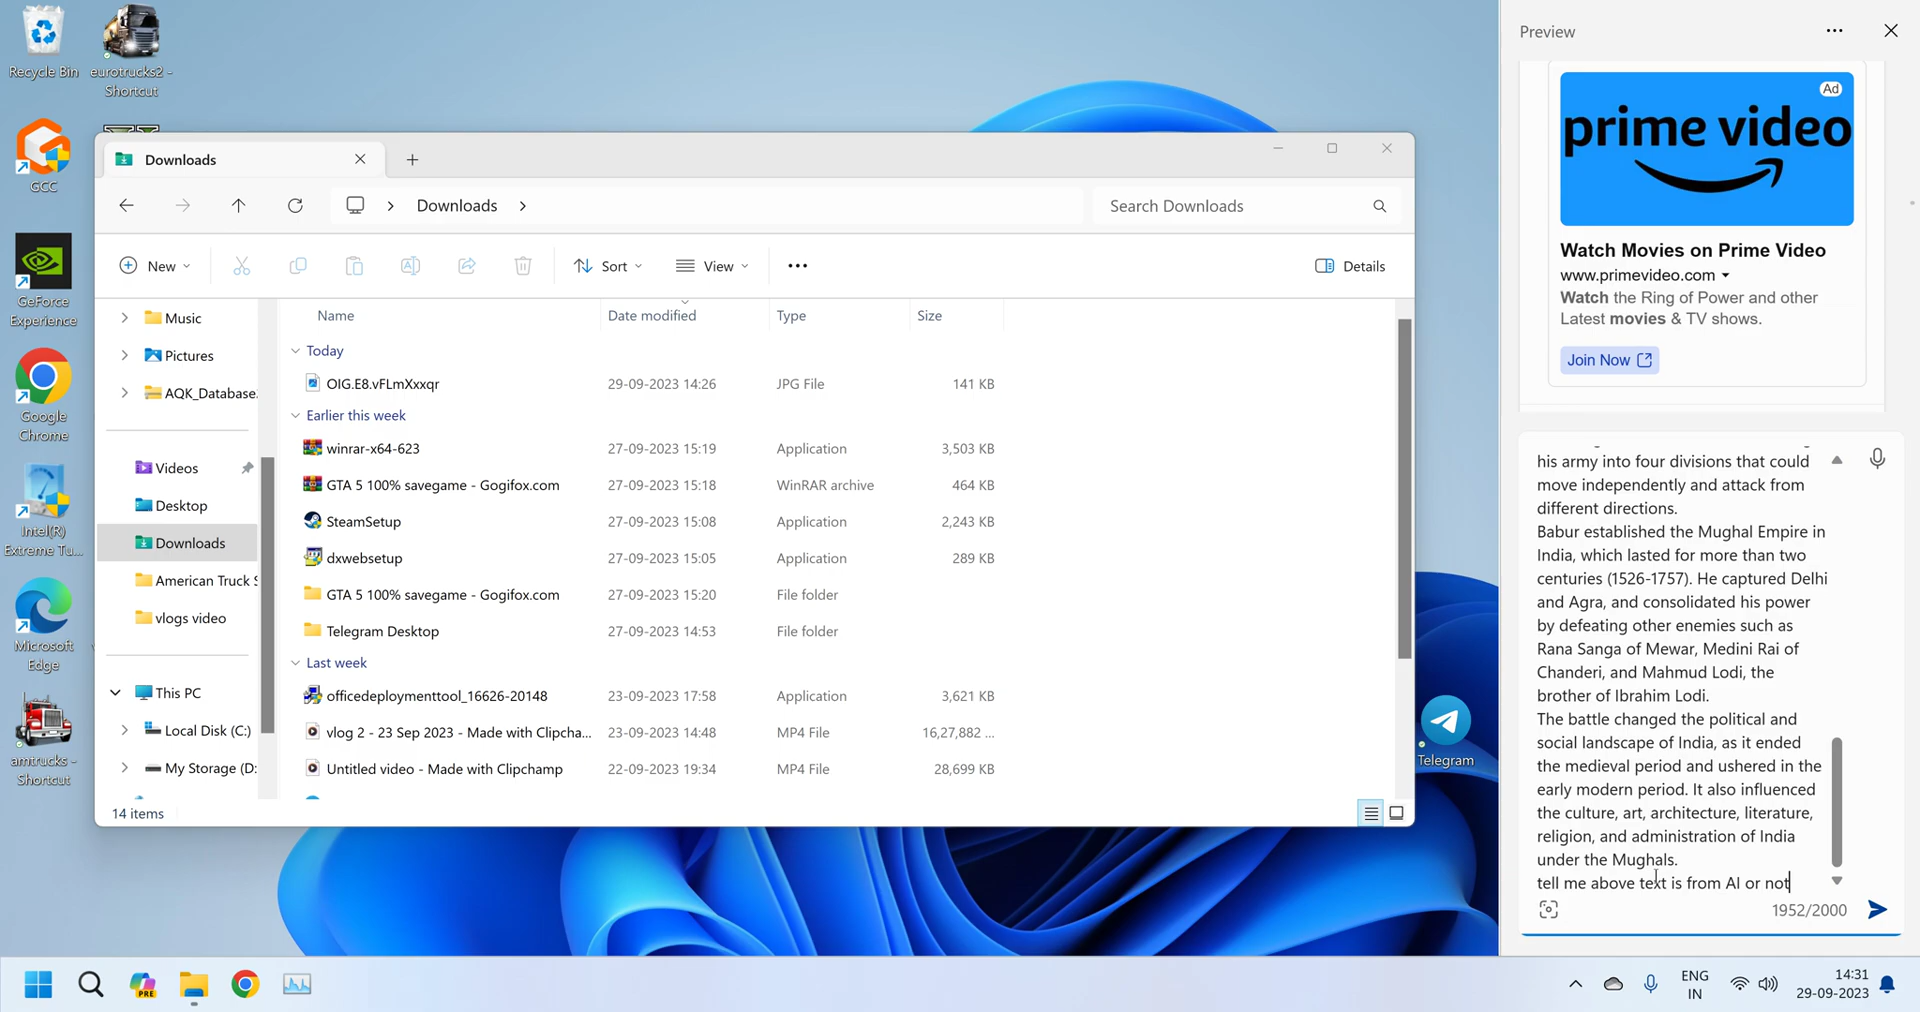 Recycle Bin
eurotrucks2 -
Shortcut
GCC
GeForce
Experience
Google
Chrome
Intel(R)
Extreme Tu...
Microsoft
Edge
amtrucks -
Shortcut
Telegram
Downloads
Downloads
Search Downloads
New
Sort
View
Details
Music
Pictures
AQK_Database.
Videos
Desktop
Downloads
American Truck S
vlogs video
This PC
Local Disk (C:)
My Storage (D:
Name Date modified Type Size
Today
OIG.E8.vFLmXxxqr 29-09-2023 14:26 JPG File 141 KB
Earlier this week
winrar-x64-623 27-09-2023 15:19 Application 3,503 KB
GTA 5 100% savegame - Gogifox.com 27-09-2023 15:18 WinRAR archive 464 KB
SteamSetup 27-09-2023 15:08 Application 2,243 KB
dxwebsetup 27-09-2023 15:05 Application 289 KB
GTA 5 100% savegame - Gogifox.com 27-09-2023 15:20 File folder
Telegram Desktop 27-09-2023 14:53 File folder
Last week
officedeploymenttool_16626-20148 23-09-2023 17:58 Application 3,621 KB
vlog 2 - 23 Sep 2023 - Made with Clipcha... 23-09-2023 14:48 MP4 File 16,27,882 ...
Untitled video - Made with Clipchamp 22-09-2023 19:34 MP4 File 28,699 KB
14 items
Preview
Ad
prime video
Watch Movies on Prime Video
www.primevideo.com
Watch the Ring of Power and other
Latest movies & TV shows.
Join Now
his army into four divisions that could
move independently and attack from
different directions.
Babur established the Mughal Empire in
India, which lasted for more than two
centuries (1526-1757). He captured Delhi
and Agra, and consolidated his power
by defeating other enemies such as
Rana Sanga of Mewar, Medini Rai of
Chanderi, and Mahmud Lodi, the
brother of Ibrahim Lodi.
The battle changed the political and
social landscape of India, as it ended
the medieval period and ushered in the
early modern period. It also influenced
the culture, art, architecture, literature,
religion, and administration of India
under the Mughals.
tell me above text is from AI or not
1952/2000
PRE
ENG
IN
14:31
29-09-2023